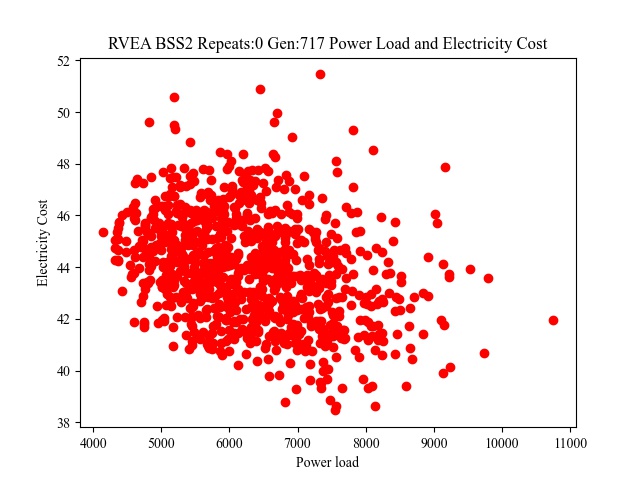 RVEA BSS2 Repeats:0 Gen:717 Power Load and Electricity Cost
52
50
48
46
44
42
40
38
Electricity Cost
4000 5000 6000 7000 8000 9000 10000 11000
Power load